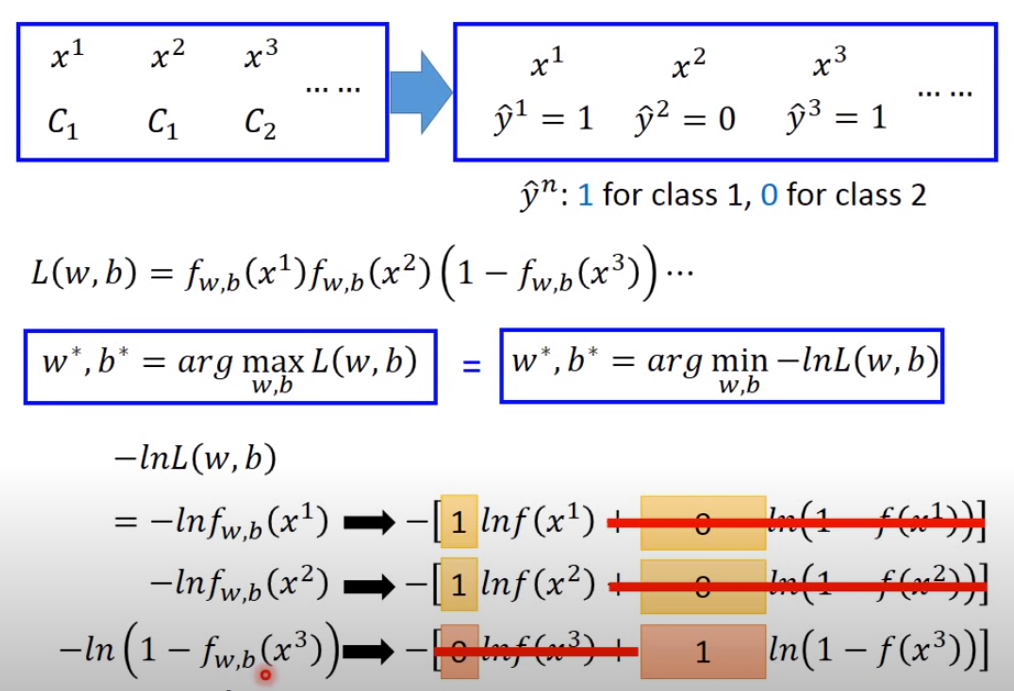 x¹ x² x³ …… x¹ x² x³ ……
C₁ C₁ C₂ ŷ¹ = 1 ŷ² = 0 ŷ³ = 1
ŷⁿ: 1 for class 1, 0 for class 2
L(w, b) = f_{w,b}(x¹)f_{w,b}(x²)(1 − f_{w,b}(x³))⋯
w*, b* = arg max_{w,b} L(w, b) = w*, b* = arg min_{w,b} −lnL(w, b)
−lnL(w, b)
= −lnf_{w,b}(x¹) ➡ −[1 lnf(x¹) + 0 ln(1 − f(x¹))]
−lnf_{w,b}(x²) ➡ −[1 lnf(x²) + 0 ln(1 − f(x²))]
−ln(1 − f_{w,b}(x³)) ➡ −[0 lnf(x³) + 1 ln(1 − f(x³))]